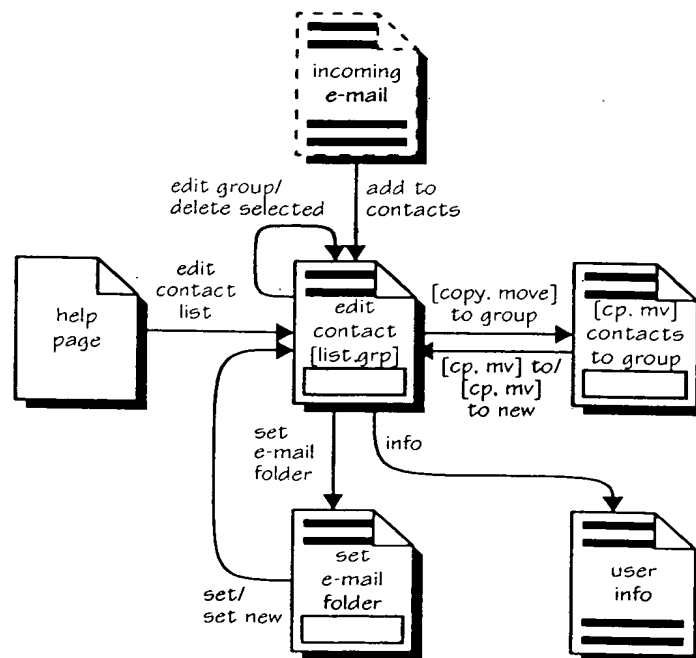 incoming
e-mail
edit group/
delete selected
add to
contacts
edit
contact
list
help
page
edit
contact
[list.grp]
[copy. move]
to group
[cp. mv]
contacts
to group
[cp. mv] to/
[cp. mv]
to new
set
e-mail
folder
info
set
e-mail
folder
user
info
set/
set new